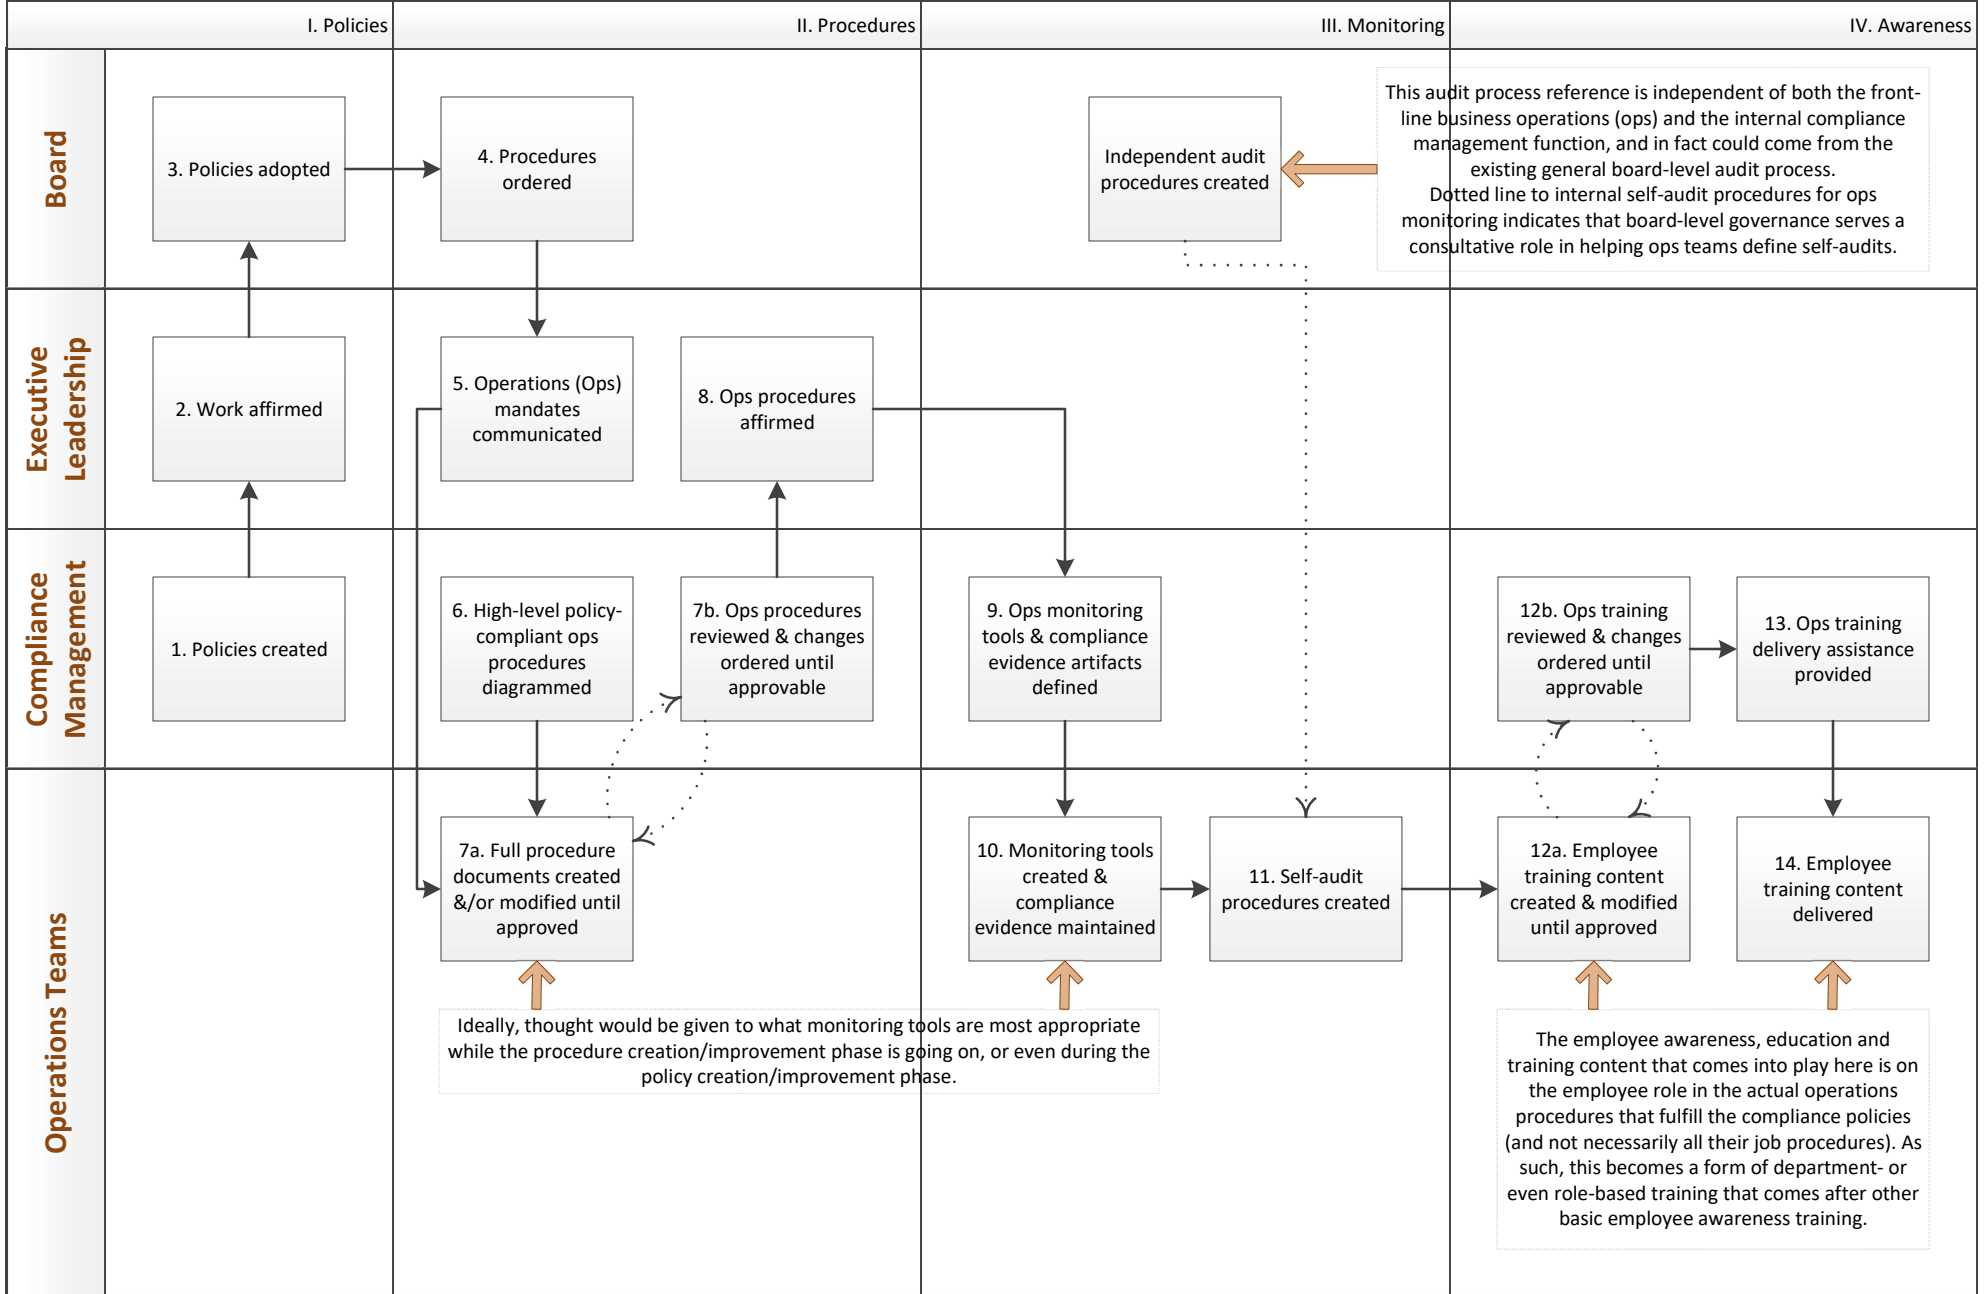 I. Policies
II. Procedures
III. Monitoring
IV. Awareness
Board
3. Policies adopted
4. Procedures
ordered
Independent audit
procedures created
This audit process reference is independent of both the front-
line business operations (ops) and the internal compliance
management function, and in fact could come from the
existing general board-level audit process.
Dotted line to internal self-audit procedures for ops
monitoring indicates that board-level governance serves a
consultative role in helping ops teams define self-audits.
Executive
Leadership
2. Work affirmed
5. Operations (Ops)
mandates
communicated
8. Ops procedures
affirmed
Compliance
Management
1. Policies created
6. High-level policy-
compliant ops
procedures
diagrammed
7b. Ops procedures
reviewed & changes
ordered until
approvable
9. Ops monitoring
tools & compliance
evidence artifacts
defined
12b. Ops training
reviewed & changes
ordered until
approvable
13. Ops training
delivery assistance
provided
Operations Teams
7a. Full procedure
documents created
&/or modified until
approved
10. Monitoring tools
created &
compliance
evidence maintained
11. Self-audit
procedures created
12a. Employee
training content
created & modified
until approved
14. Employee
training content
delivered
Ideally, thought would be given to what monitoring tools are most appropriate
while the procedure creation/improvement phase is going on, or even during the
policy creation/improvement phase.
The employee awareness, education and
training content that comes into play here is on
the employee role in the actual operations
procedures that fulfill the compliance policies
(and not necessarily all their job procedures). As
such, this becomes a form of department- or
even role-based training that comes after other
basic employee awareness training.